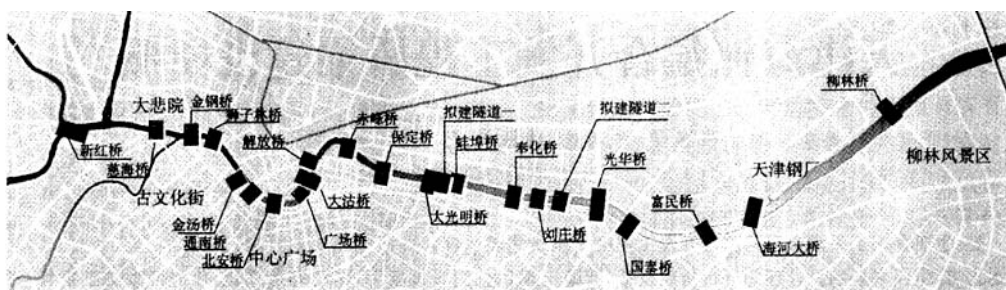 大悲院
金钢桥
狮子林桥
新红桥
慈海桥
古文化街
金汤桥
通南桥
北安桥
中心广场
解放桥
赤峰桥
保定桥
大沽桥
广场桥
拟建隧道一
蚌埠桥
大光明桥
奉化桥
刘庄桥
拟建隧道二
光华桥
国泰桥
富民桥
海河大桥
天津钢厂
柳林桥
柳林风景区